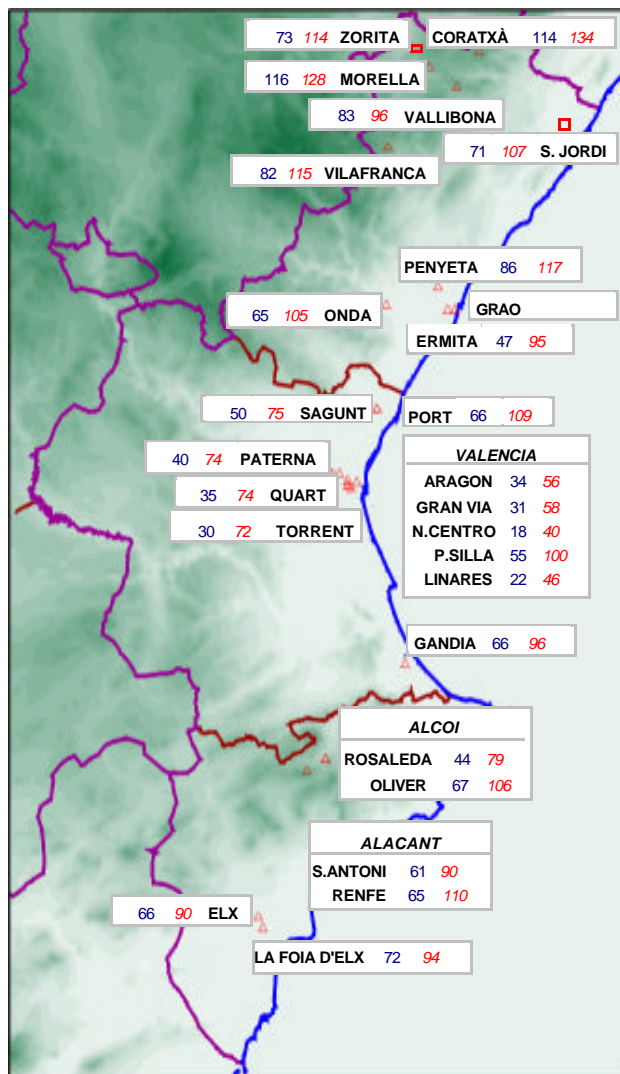 73 114 ZORITA
CORATXÀ 114 134
116 128 MORELLA
83 96 VALLIBONA
71 107 S. JORDI
82 115 VILAFRANCA
PENYETA 86 117
65 105 ONDA
GRAO
ERMITA 47 95
50 75 SAGUNT
PORT 66 109
40 74 PATERNA
35 74 QUART
30 72 TORRENT
VALENCIA
ARAGON 34 56
GRAN VIA 31 58
N.CENTRO 18 40
P.SILLA 55 100
LINARES 22 46
GANDIA 66 96
ALCOI
ROSALEDA 44 79
OLIVER 67 106
ALACANT
S.ANTONI 61 90
RENFE 65 110
66 90 ELX
LA FOIA D'ELX 72 94